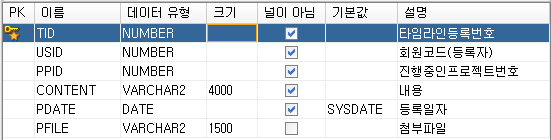 PK 이름 데이터 유형 크기 널이 아님 기본값 설명
TID NUMBER 타임라인등록번호
USID NUMBER 회원코드(등록자)
PPID NUMBER 진행중인프로젝트번호
CONTENT VARCHAR2 4000 내용
PDATE DATE SYSDATE 등록일자
PFILE VARCHAR2 1500 첨부파일